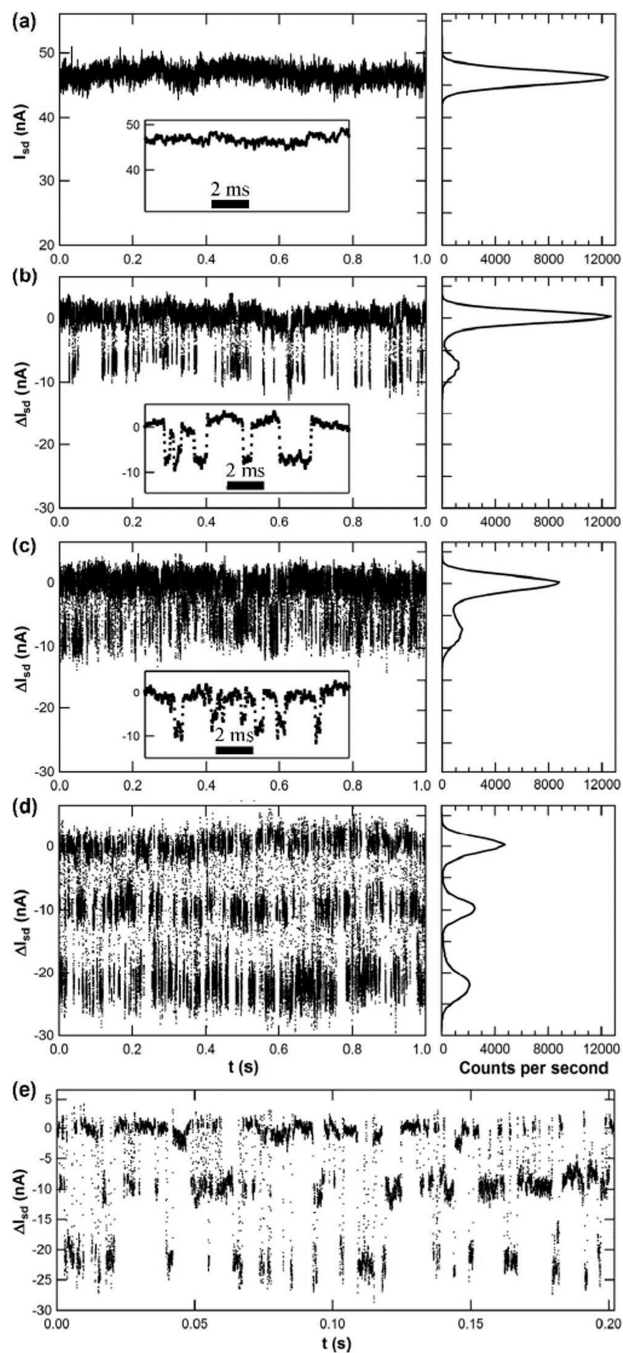 (a)
I_sd (nA)
50
40
30
20
50
40
2 ms
0.0 0.2 0.4 0.6 0.8 1.0
0 4000 8000 12000
(b)
ΔI_sd (nA)
0
-10
-20
-30
0
-10
2 ms
0.0 0.2 0.4 0.6 0.8 1.0
0 4000 8000 12000
(c)
ΔI_sd (nA)
0
-10
-20
-30
0
-10
2 ms
0.0 0.2 0.4 0.6 0.8 1.0
0 4000 8000 12000
(d)
ΔI_sd (nA)
0
-10
-20
-30
0.0 0.2 0.4 0.6 0.8 1.0
0 4000 8000 12000
t (s)
Counts per second
(e)
ΔI_sd (nA)
5
0
-5
-10
-15
-20
-25
-30
0.00 0.05 0.10 0.15 0.20
t (s)